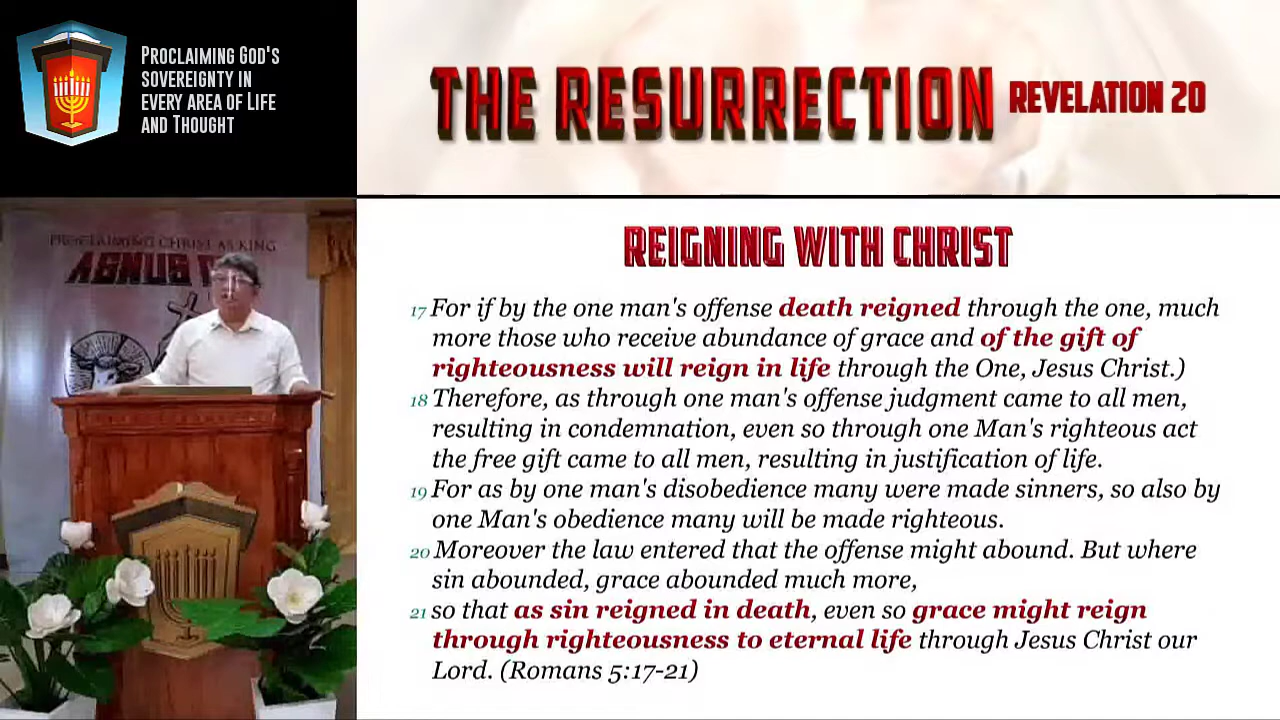 PROCLAIMING GOD'S
SOVEREIGNTY IN
EVERY AREA OF LIFE
AND THOUGHT
THE RESURRECTION REVELATION 20
PROCLAIMING CHRIST AS KING
AGNUS
REIGNING WITH CHRIST
17 For if by the one man's offense death reigned through the one, much
more those who receive abundance of grace and of the gift of
righteousness will reign in life through the One, Jesus Christ.)
18 Therefore, as through one man's offense judgment came to all men,
resulting in condemnation, even so through one Man's righteous act
the free gift came to all men, resulting in justification of life.
19 For as by one man's disobedience many were made sinners, so also by
one Man's obedience many will be made righteous.
20 Moreover the law entered that the offense might abound. But where
sin abounded, grace abounded much more,
21 so that as sin reigned in death, even so grace might reign
through righteousness to eternal life through Jesus Christ our
Lord. (Romans 5:17-21)